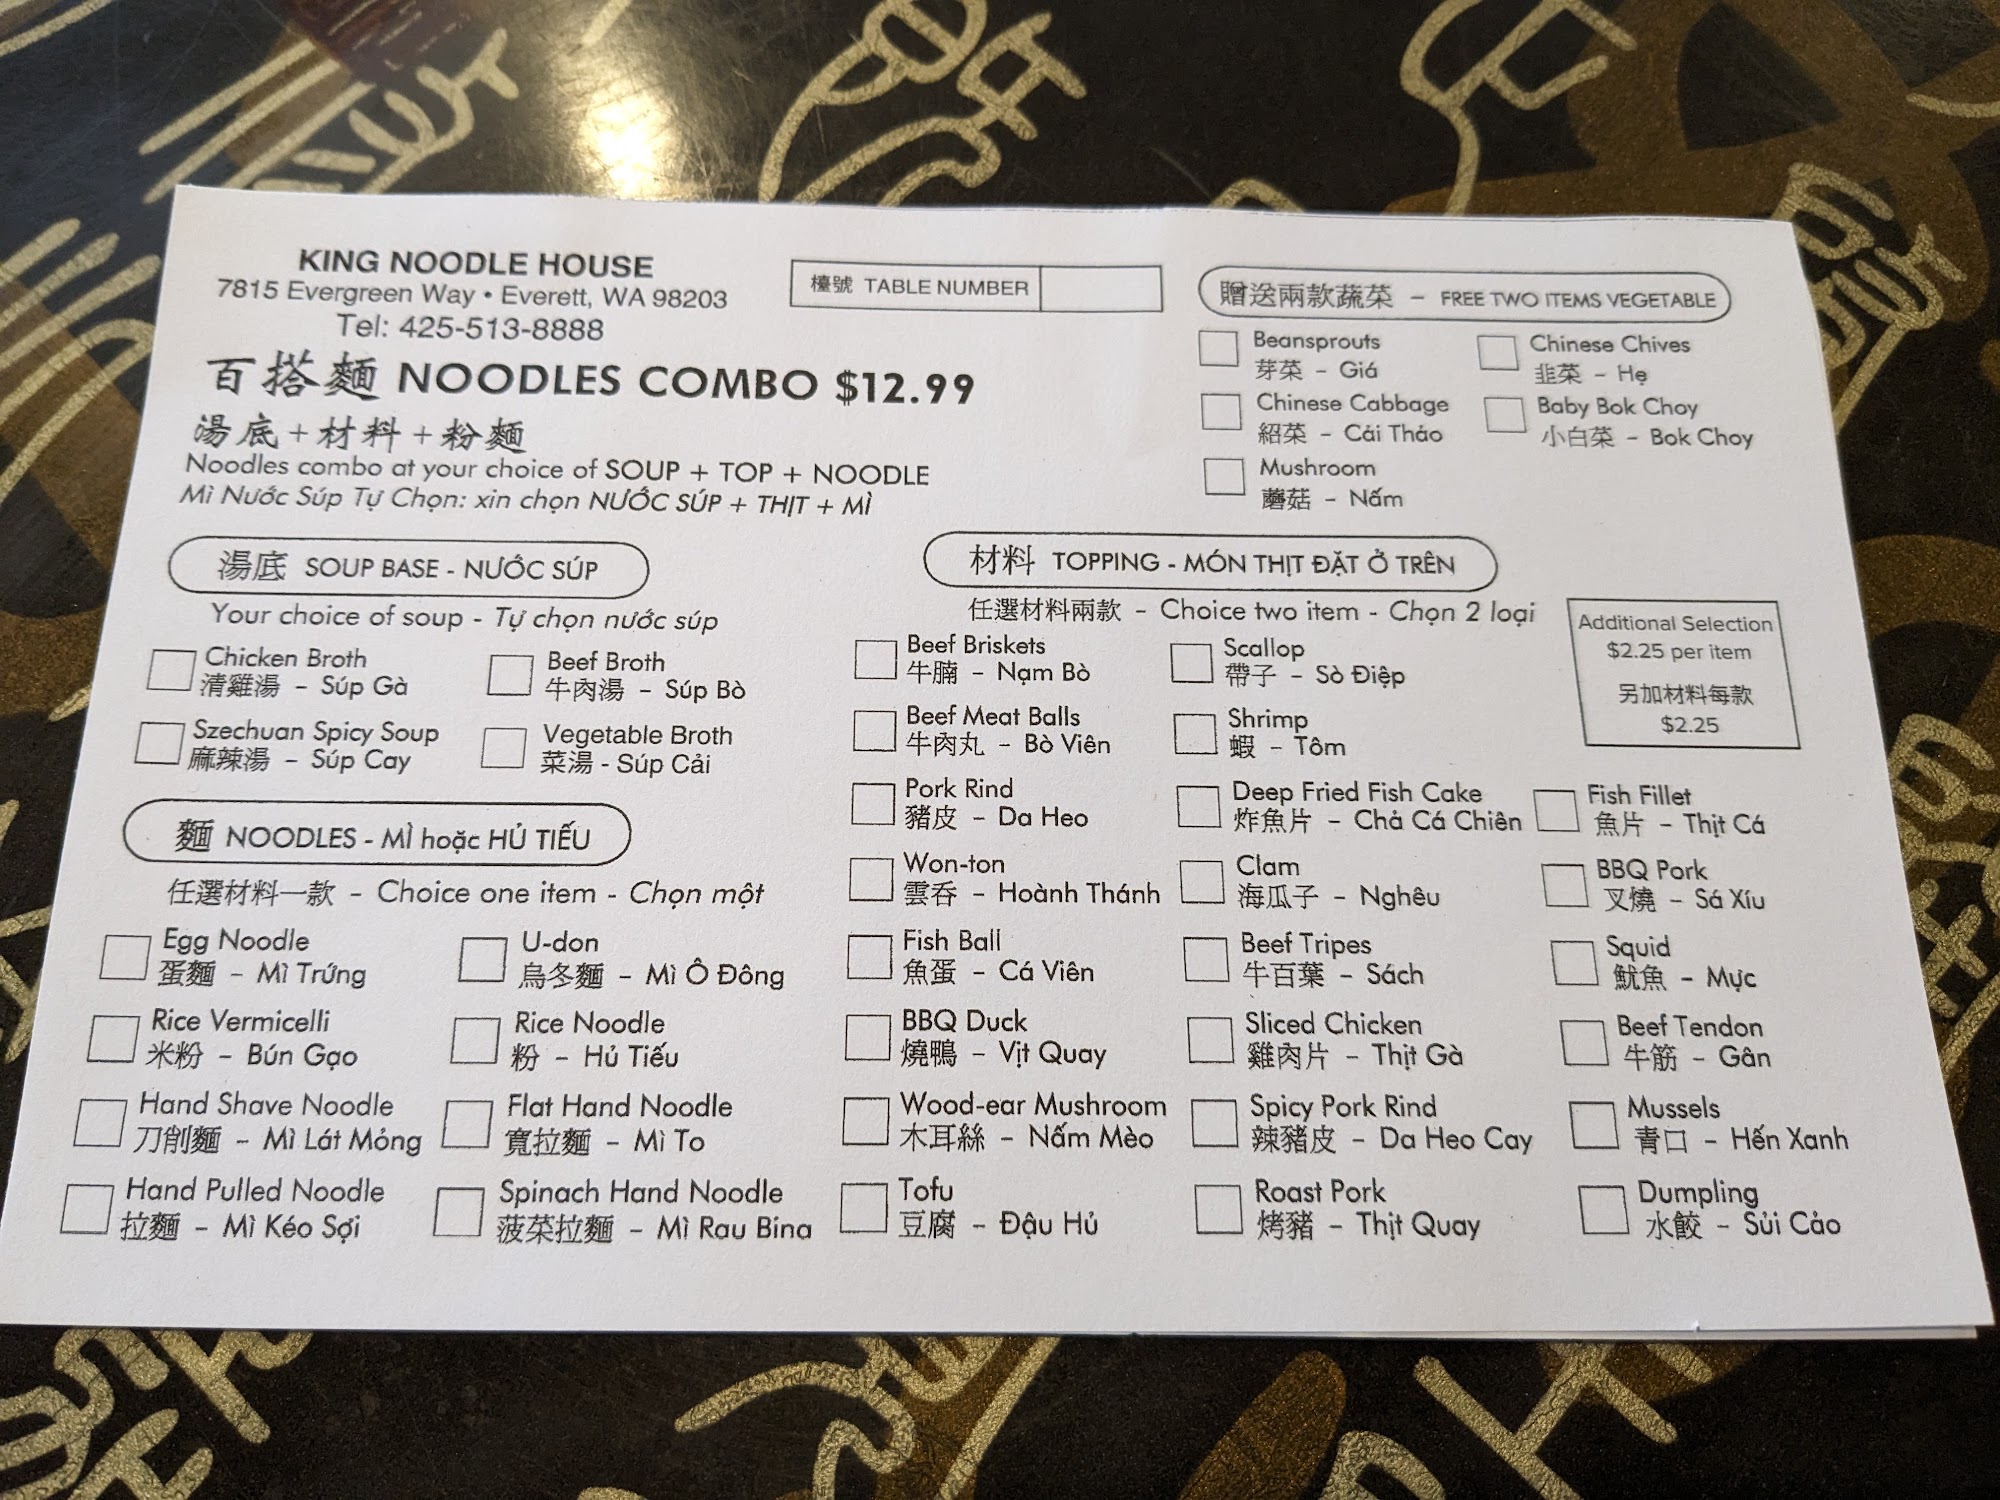 KING NOODLE HOUSE
7815 Evergreen Way • Everett, WA 98203
Tel: 425-513-8888
檯號 TABLE NUMBER
百搭麵 NOODLES COMBO $12.99
湯底+材料+粉麵
Noodles combo at your choice of SOUP + TOP + NOODLE
Mì Nước Súp Tự Chọn: xin chọn NƯỚC SÚP + THỊT + MÌ
贈送兩款蔬菜 – FREE TWO ITEMS VEGETABLE
Beansprouts
芽菜 – Giá
Chinese Chives
韭菜 – Hẹ
Chinese Cabbage
紹菜 – Cải Thảo
Baby Bok Choy
小白菜 – Bok Choy
Mushroom
蘑菇 – Nấm
湯底 SOUP BASE - NƯỚC SÚP
Your choice of soup - Tự chọn nước súp
Chicken Broth
清雞湯 – Súp Gà
Beef Broth
牛肉湯 – Súp Bò
Szechuan Spicy Soup
麻辣湯 – Súp Cay
Vegetable Broth
菜湯 - Súp Cải
麵 NOODLES - MÌ hoặc HỦ TIẾU
任選材料一款 – Choice one item - Chọn một
Egg Noodle
蛋麵 – Mì Trứng
U-don
烏冬麵 – Mì Ô Đông
Rice Vermicelli
米粉 – Bún Gạo
Rice Noodle
粉 – Hủ Tiếu
Hand Shave Noodle
刀削麵 – Mì Lát Mỏng
Flat Hand Noodle
寬拉麵 – Mì To
Hand Pulled Noodle
拉麵 – Mì Kéo Sợi
Spinach Hand Noodle
菠菜拉麵 – Mì Rau Bina
材料 TOPPING - MÓN THỊT ĐẶT Ở TRÊN
任選材料兩款 – Choice two item - Chọn 2 loại
Additional Selection
$2.25 per item
另加材料每款
$2.25
Beef Briskets
牛腩 – Nạm Bò
Scallop
帶子 – Sò Điệp
Beef Meat Balls
牛肉丸 – Bò Viên
Shrimp
蝦 – Tôm
Pork Rind
豬皮 – Da Heo
Deep Fried Fish Cake
炸魚片 – Chả Cá Chiên
Fish Fillet
魚片 – Thịt Cá
Won-ton
雲吞 – Hoành Thánh
Clam
海瓜子 – Nghêu
BBQ Pork
叉燒 – Sá Xíu
Fish Ball
魚蛋 – Cá Viên
Beef Tripes
牛百葉 – Sách
Squid
魷魚 – Mực
BBQ Duck
燒鴨 – Vịt Quay
Sliced Chicken
雞肉片 – Thịt Gà
Beef Tendon
牛筋 – Gân
Wood-ear Mushroom
木耳絲 – Nấm Mèo
Spicy Pork Rind
辣豬皮 – Da Heo Cay
Mussels
青口 – Hến Xanh
Tofu
豆腐 – Đậu Hủ
Roast Pork
烤豬 – Thịt Quay
Dumpling
水餃 – Sủi Cảo